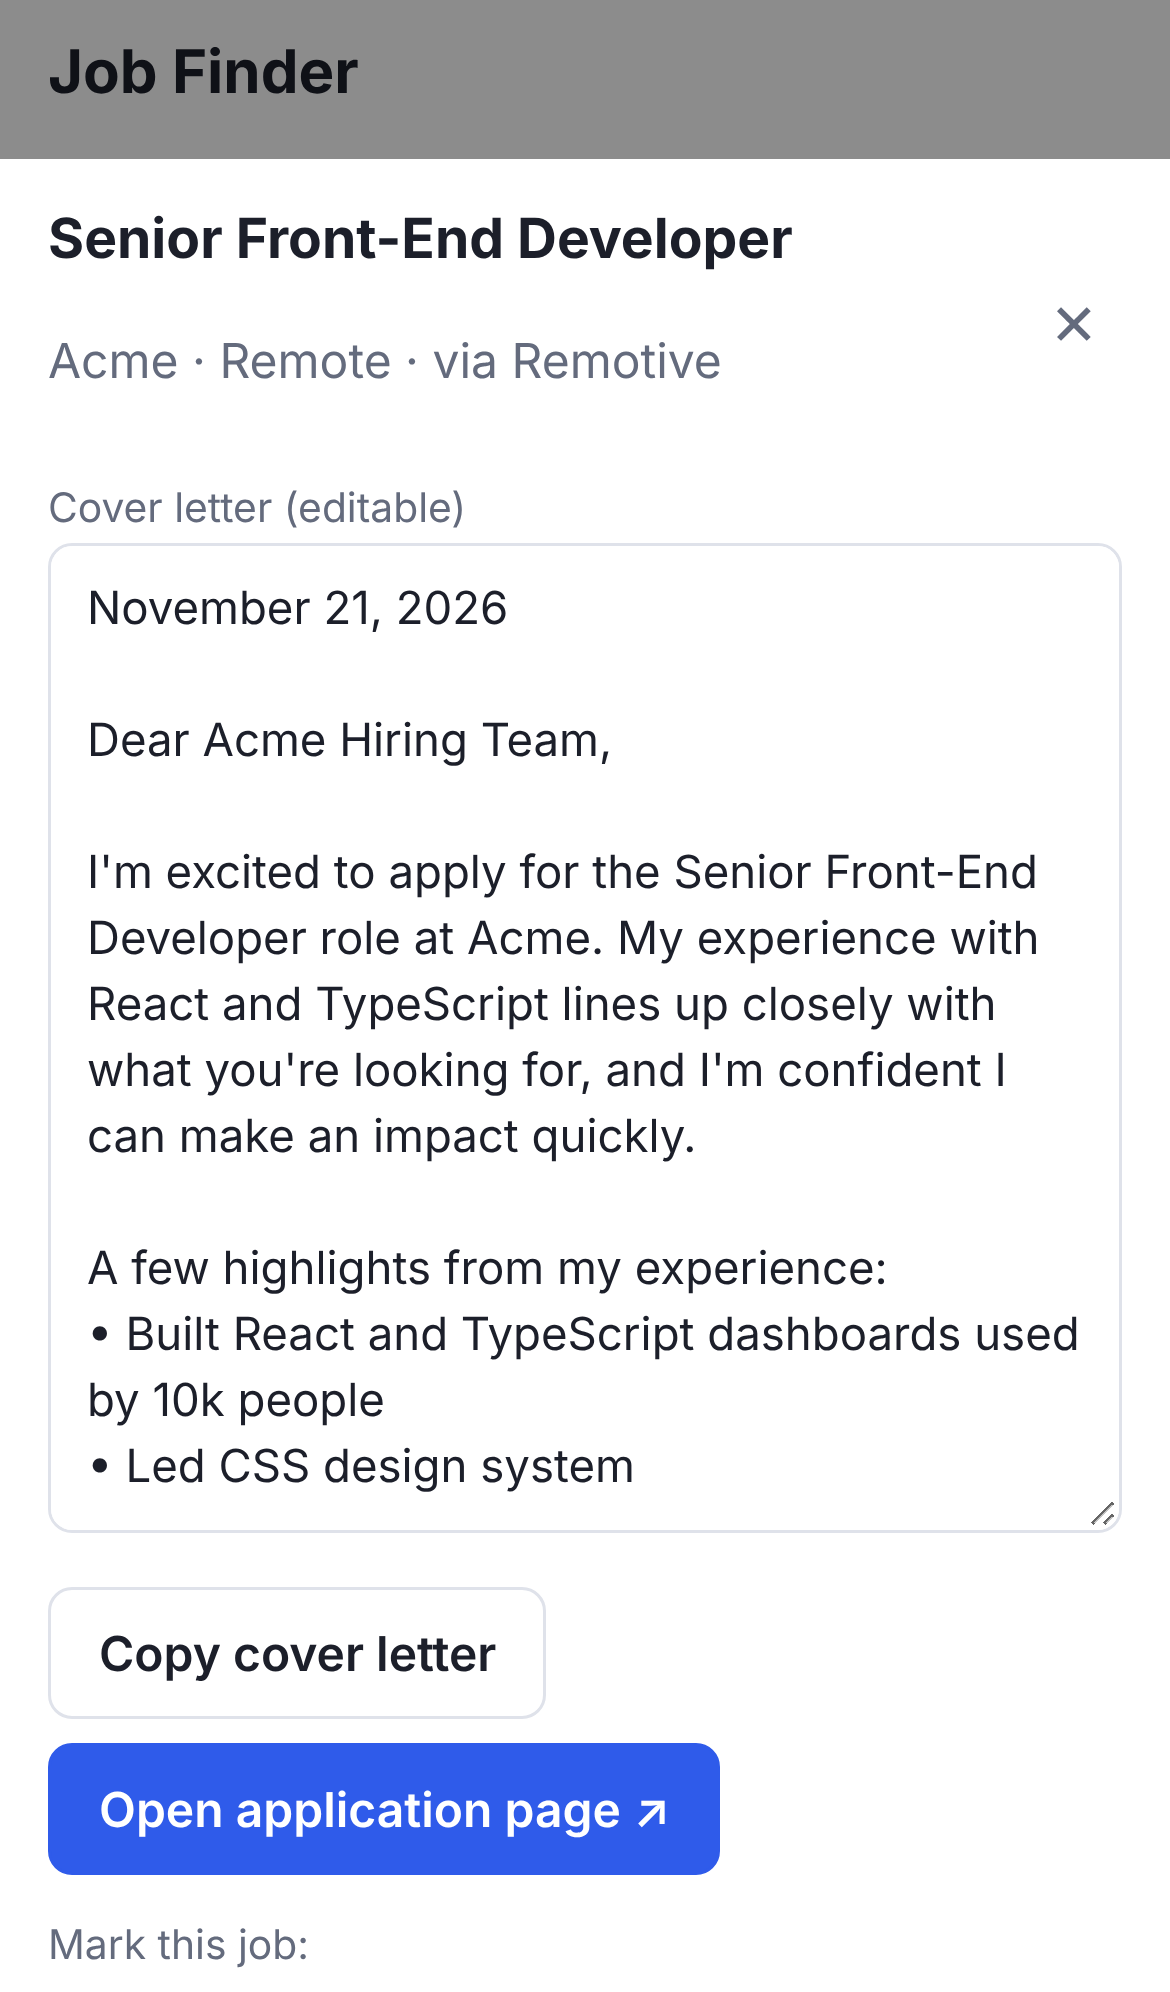 Job Finder
Senior Front-End Developer
Acme · Remote · via Remotive
Cover letter (editable)
November 21, 2026
Dear Acme Hiring Team,
I'm excited to apply for the Senior Front-End
Developer role at Acme. My experience with
React and TypeScript lines up closely with
what you're looking for, and I'm confident I
can make an impact quickly.
A few highlights from my experience:
• Built React and TypeScript dashboards used
by 10k people
• Led CSS design system
Copy cover letter
Open application page ↗
Mark this job: